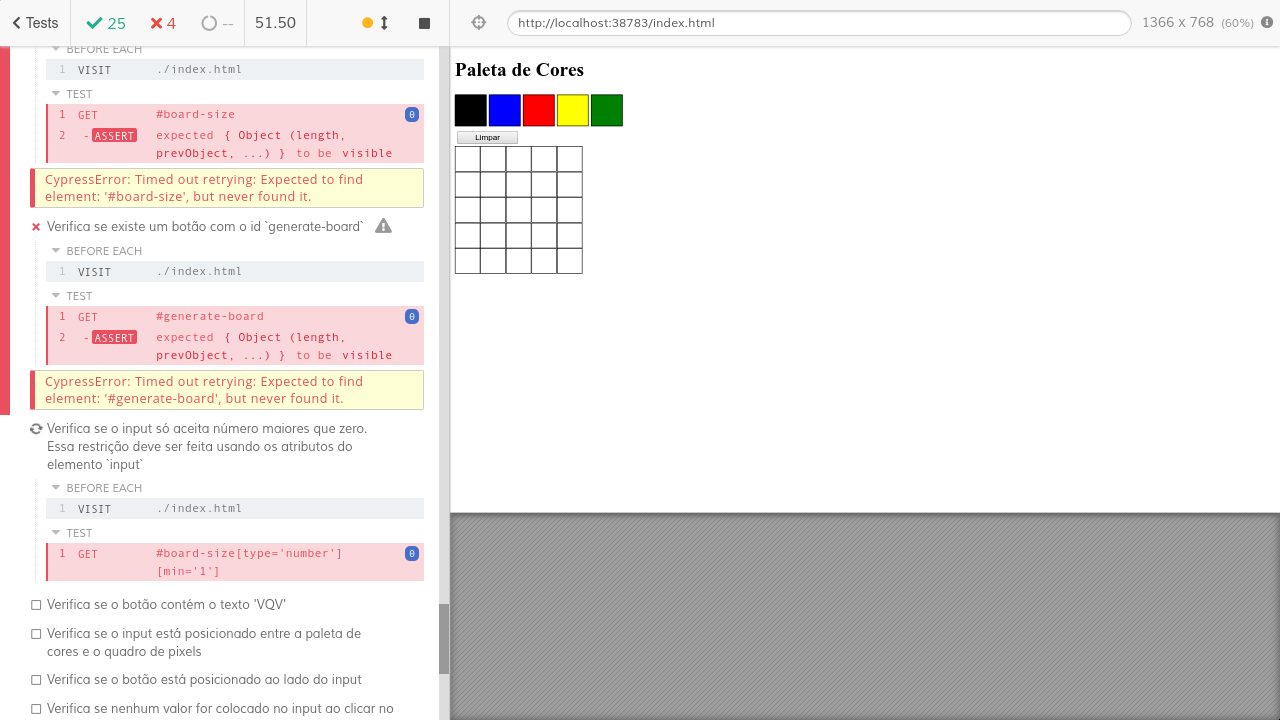 Tests 25 4 -- 51.50 http://localhost:38783/index.html 1366 x 768 (60%)
BEFORE EACH
1 VISIT ./index.html
TEST
1 GET #board-size 0
2 -ASSERT expected { Object (length,
prevObject, ...) } to be visible
CypressError: Timed out retrying: Expected to find
element: '#board-size', but never found it.
Verifica se existe um botão com o id `generate-board`
BEFORE EACH
1 VISIT ./index.html
TEST
1 GET #generate-board 0
2 -ASSERT expected { Object (length,
prevObject, ...) } to be visible
CypressError: Timed out retrying: Expected to find
element: '#generate-board', but never found it.
Verifica se o input só aceita número maiores que zero.
Essa restrição deve ser feita usando os atributos do
elemento `input`
BEFORE EACH
1 VISIT ./index.html
TEST
1 GET #board-size[type='number'] 0
[min='1']
Verifica se o botão contém o texto 'VQV'
Verifica se o input está posicionado entre a paleta de
cores e o quadro de pixels
Verifica se o botão está posicionado ao lado do input
Verifica se nenhum valor for colocado no input ao clicar no
Paleta de Cores
Limpar